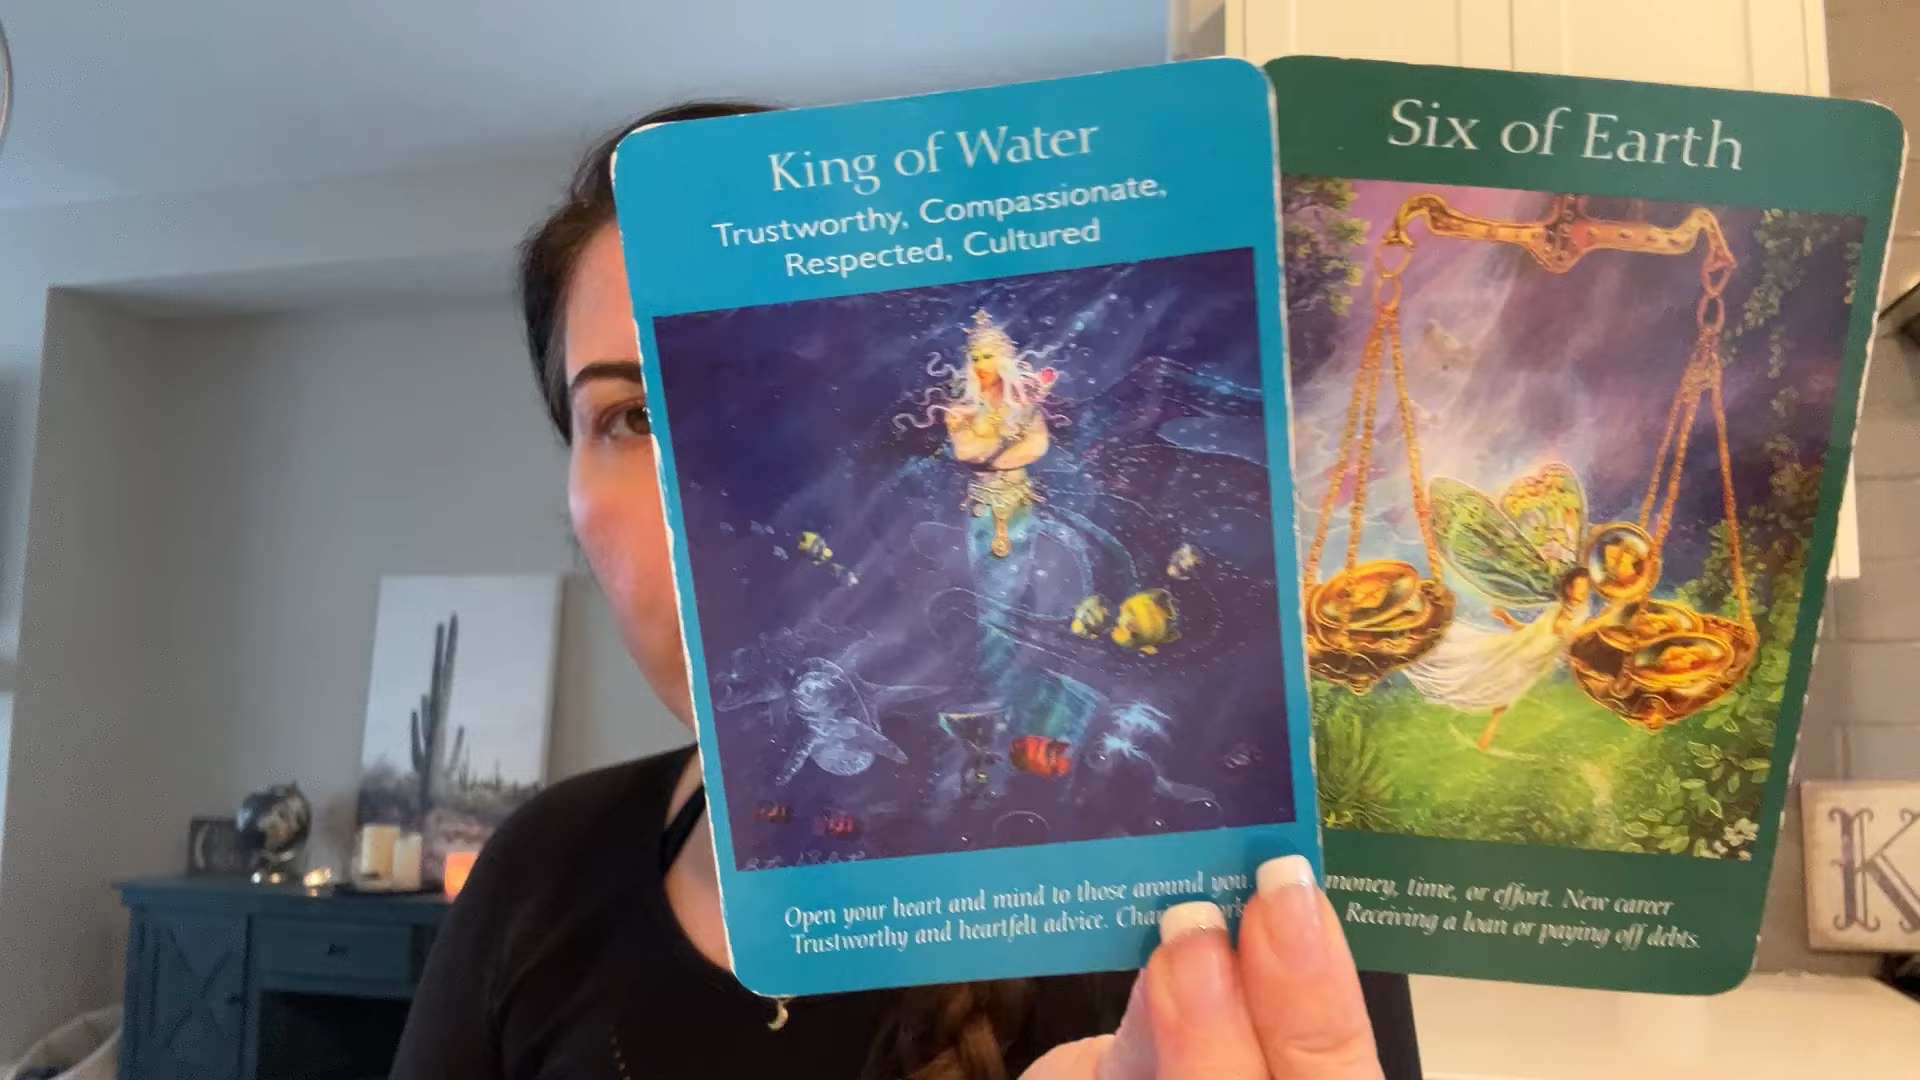 King of Water
Trustworthy, Compassionate,
Respected, Cultured
Open your heart and mind to those around you.
Trustworthy and heartfelt advice.
Six of Earth
money, time, or effort. New career
Receiving a loan or paying off debts.
K